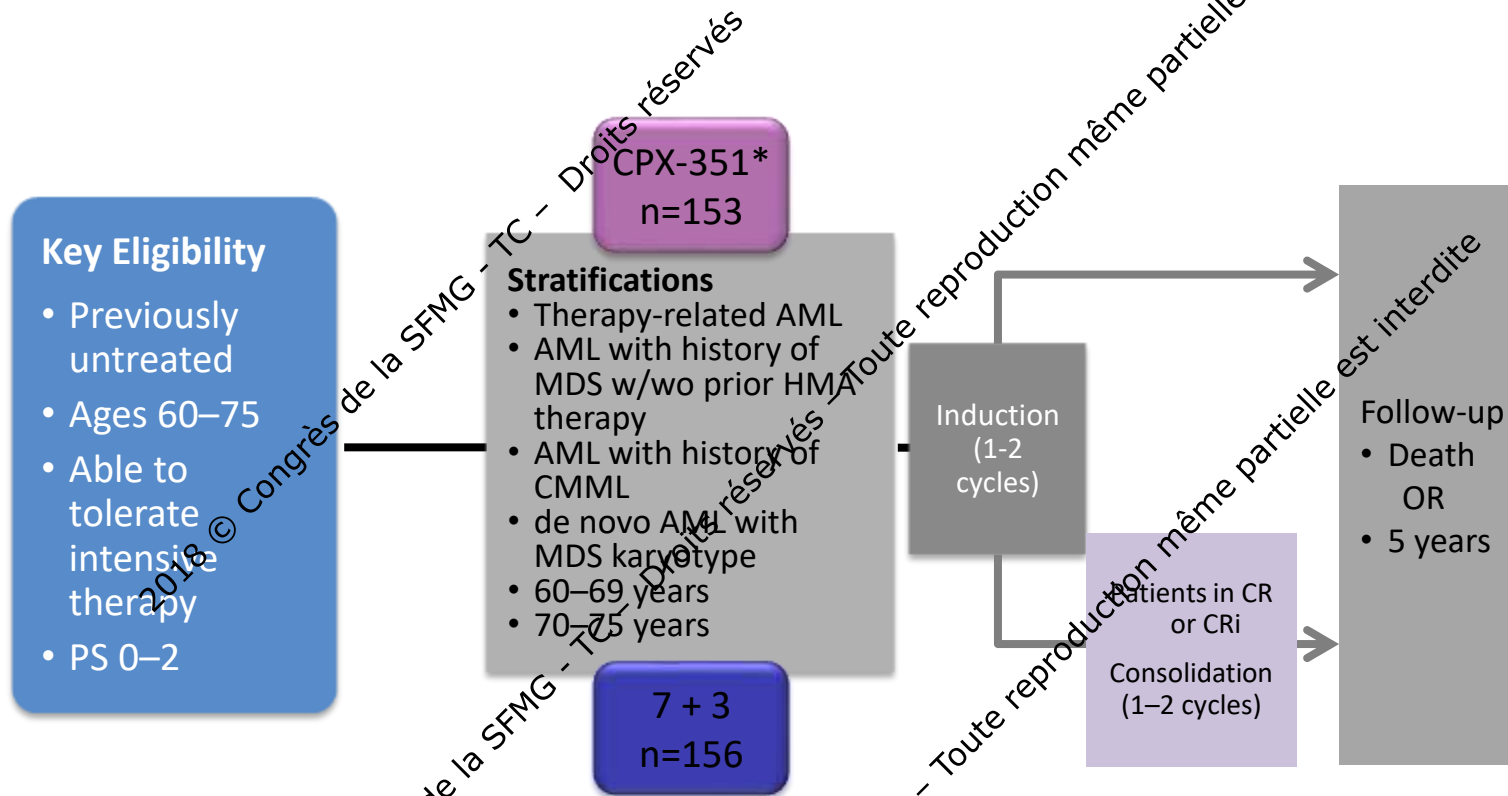 Key Eligibility
• Previously
untreated
• Ages 60–75
• Able to
tolerate
intensive
therapy
• PS 0–2
CPX-351*
n=153
Stratifications
• Therapy-related AML
• AML with history of
MDS w/wo prior HMA
therapy
• AML with history of
CMML
• de novo AML with
MDS karyotype
• 60–69 years
• 70–75 years
7 + 3
n=156
Induction
(1-2
cycles)
Patients in CR
or CRi
Consolidation
(1–2 cycles)
Follow-up
• Death
OR
• 5 years
2018 © Congrès de la SFMG - TC – Droits réservés
– Toute reproduction même partielle
de la SFMG - TC – Droits réservés – Toute reproduction même partielle
– Toute reproduction même partielle est interdite